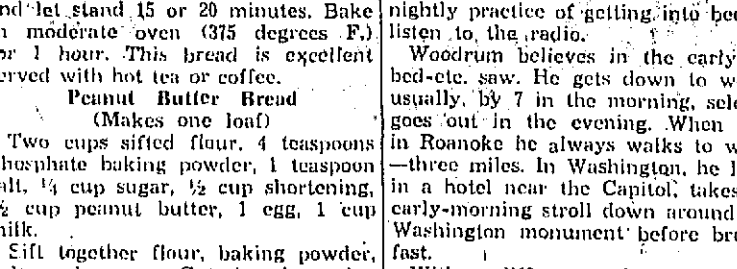 nd let stand 15 or 20 minutes. Bake
moderate oven (375 degrees F.)
or 1 hour. This bread is excellent
erved with hot tea or coffee.
Peanut Butter Bread
(Makes one loaf)
Two cups sifted flour, 4 teaspoons
hosphate baking powder, 1 teaspoon
alt, ¼ cup sugar, ½ cup shortening,
½ cup peanut butter, 1 egg, 1 cup
milk.
Sift together flour, baking powder,
nightly practice of getting into bed
listen to the radio.
Woodrum believes in the early
bed-etc. saw. He gets down to w
usually, by 7 in the morning, sel
goes out in the evening. When
in Roanoke he always walks to w
—three miles. In Washington, he l
in a hotel near the Capitol, takes
early-morning stroll down around
Washington monument before bre
fast.